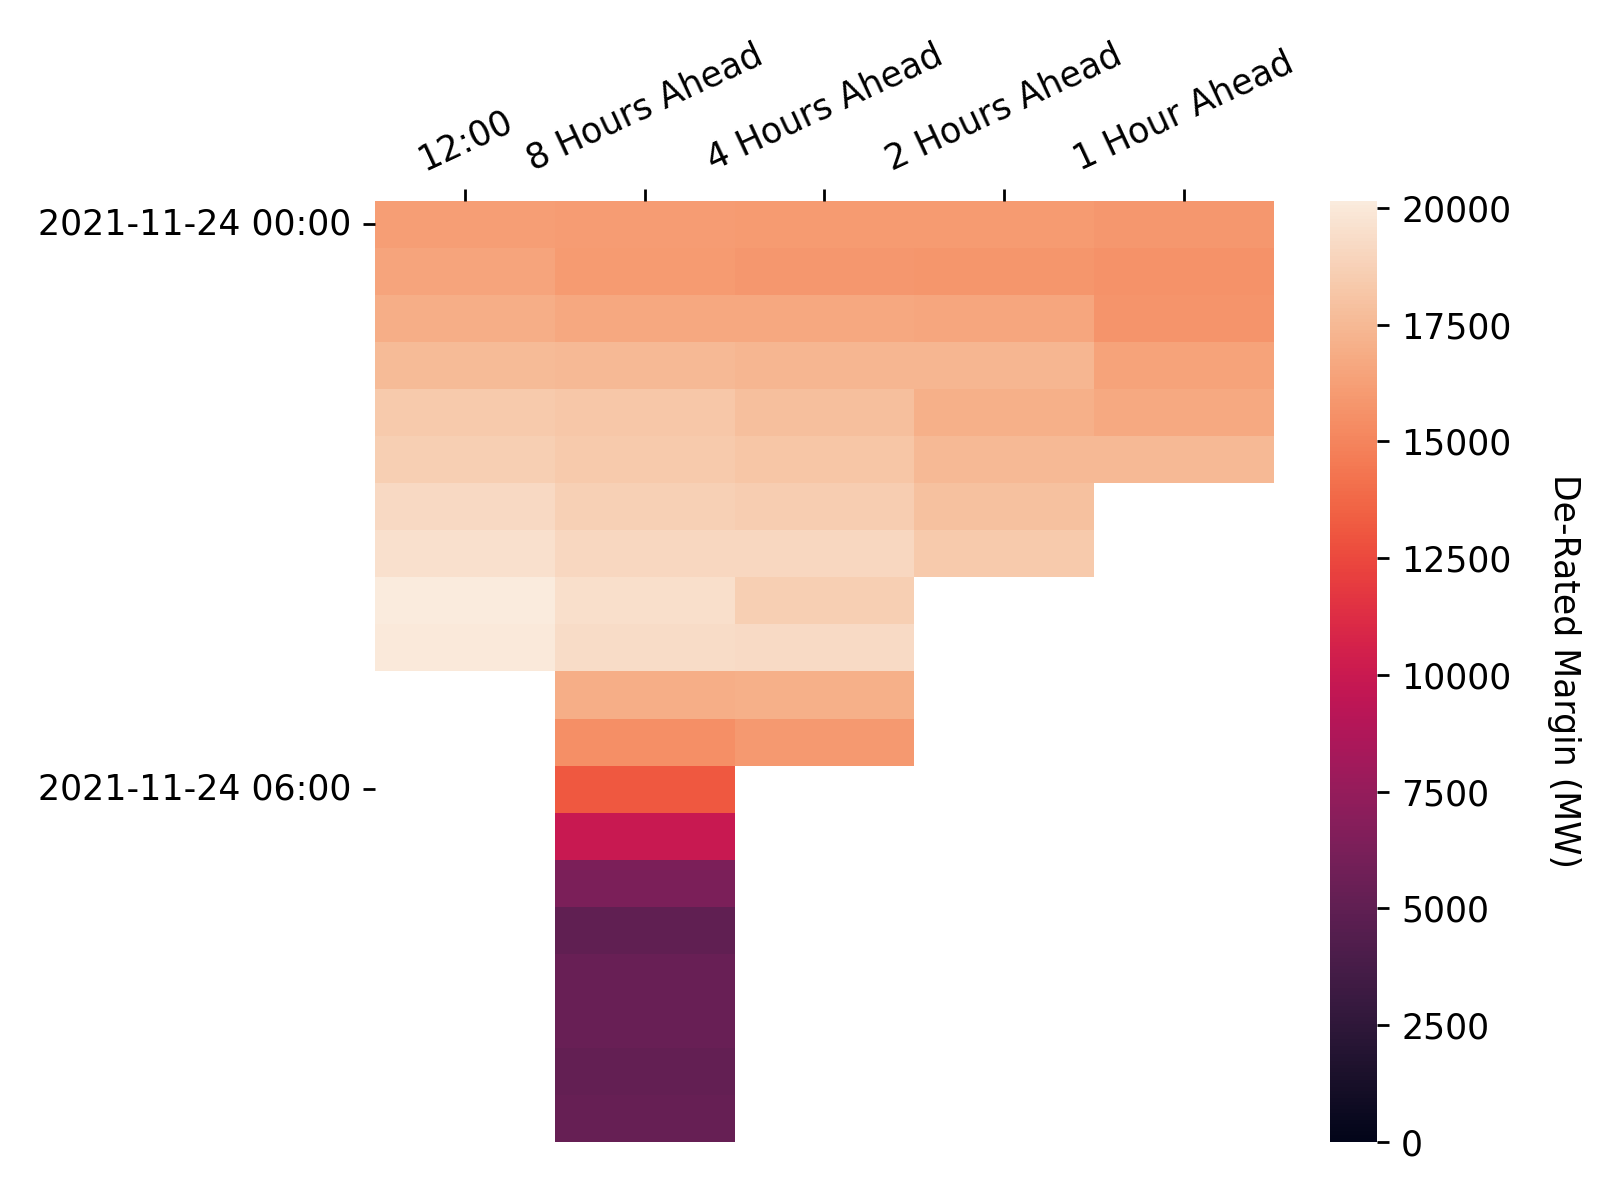 12:00
8 Hours Ahead
4 Hours Ahead
2 Hours Ahead
1 Hour Ahead
2021-11-24 00:00
2021-11-24 06:00
20000
17500
15000
12500
10000
7500
5000
2500
0
De-Rated Margin (MW)